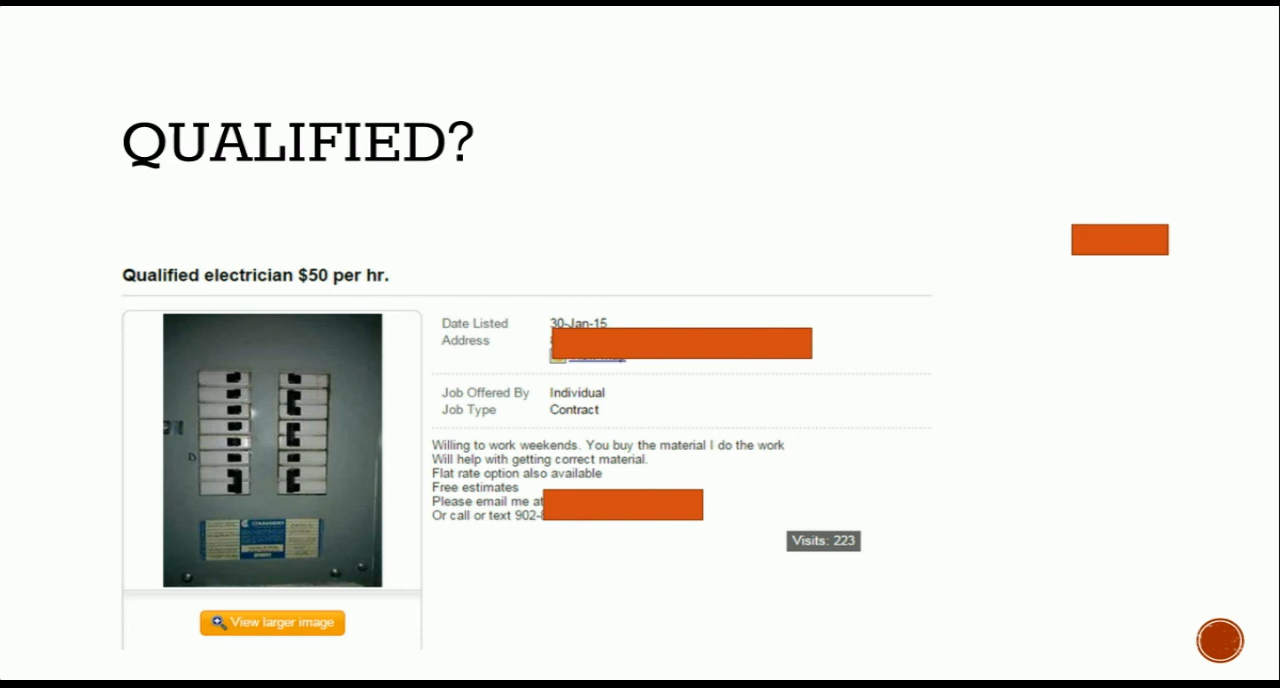 QUALIFIED?
Qualified electrician $50 per hr.
Date Listed 30-Jan-15
Address
Job Offered By Individual
Job Type Contract
Willing to work weekends. You buy the material I do the work
Will help with getting correct material.
Flat rate option also available
Free estimates
Please email me at
Or call or text 902-
Visits: 223
COMMANDER
View larger image